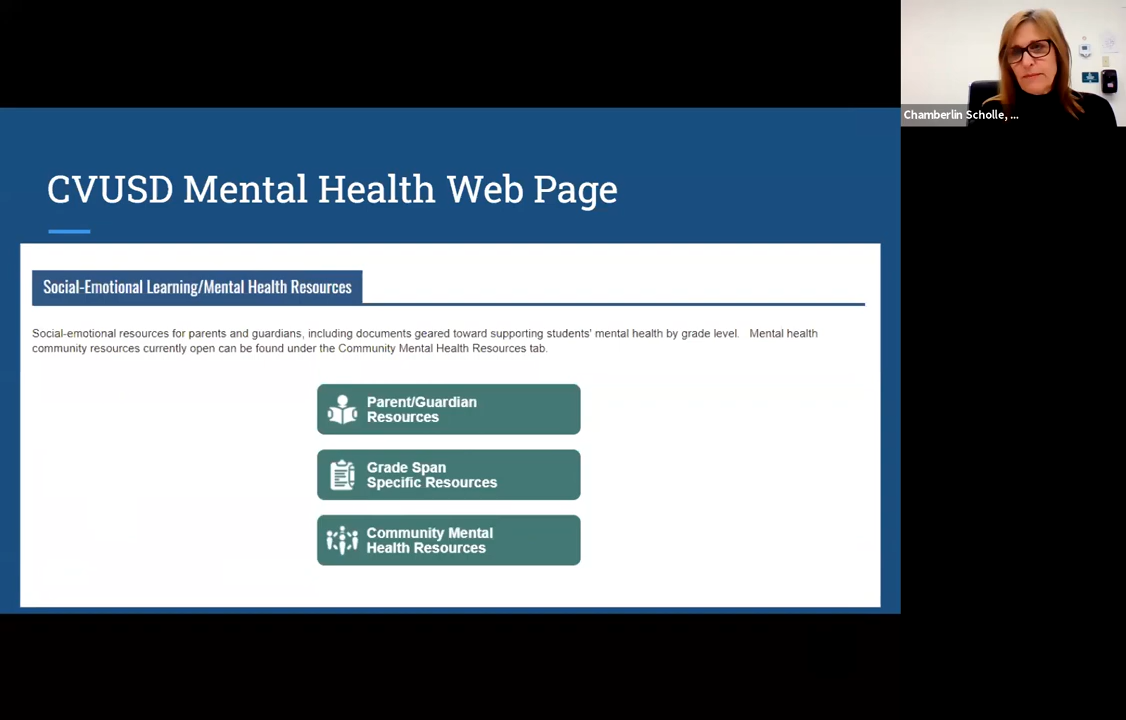 Chamberlin Scholle, ...
CVUSD Mental Health Web Page
Social-Emotional Learning/Mental Health Resources
Social-emotional resources for parents and guardians, including documents geared toward supporting students' mental health by grade level. Mental health
community resources currently open can be found under the Community Mental Health Resources tab.
Parent/Guardian
Resources
Grade Span
Specific Resources
Community Mental
Health Resources